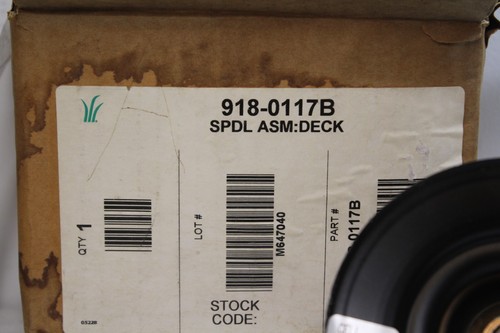 918-0117B
SPDL ASM:DECK
QTY 1
LOT #
M647040
PART #
0117B
STOCK
CODE: